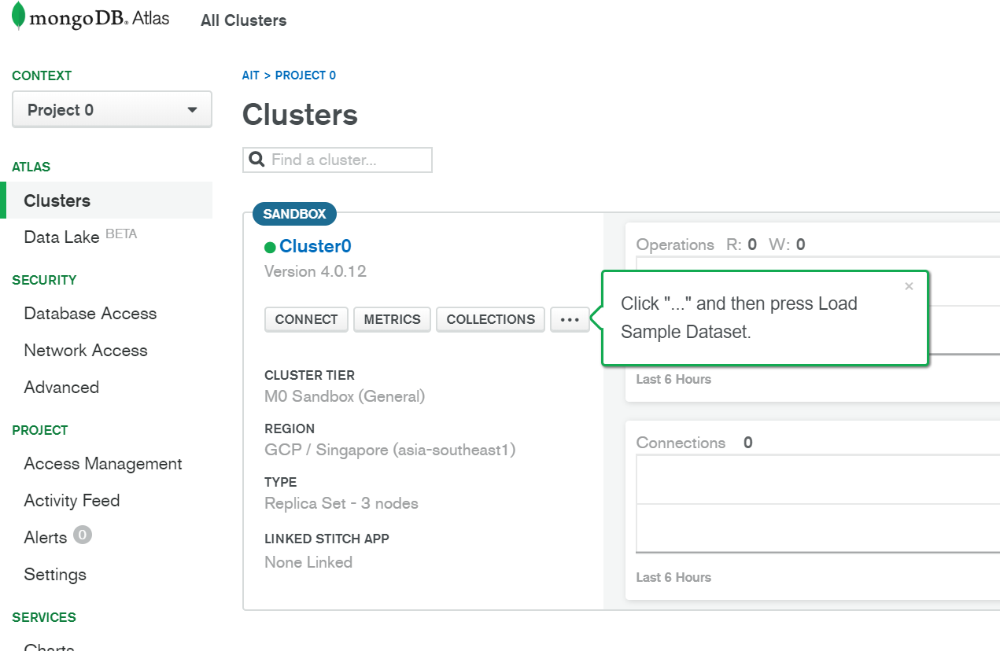 mongoDB. Atlas All Clusters
CONTEXT
Project 0
ATLAS
Clusters
Data Lake BETA
SECURITY
Database Access
Network Access
Advanced
PROJECT
Access Management
Activity Feed
Alerts 0
Settings
SERVICES
Charts
AIT > PROJECT 0
Clusters
Find a cluster...
SANDBOX
Cluster0
Version 4.0.12
CONNECT METRICS COLLECTIONS ...
CLUSTER TIER
M0 Sandbox (General)
REGION
GCP / Singapore (asia-southeast1)
TYPE
Replica Set - 3 nodes
LINKED STITCH APP
None Linked
Operations R: 0 W: 0
×
Click "..." and then press Load
Sample Dataset.
Last 6 Hours
Connections 0
Last 6 Hours